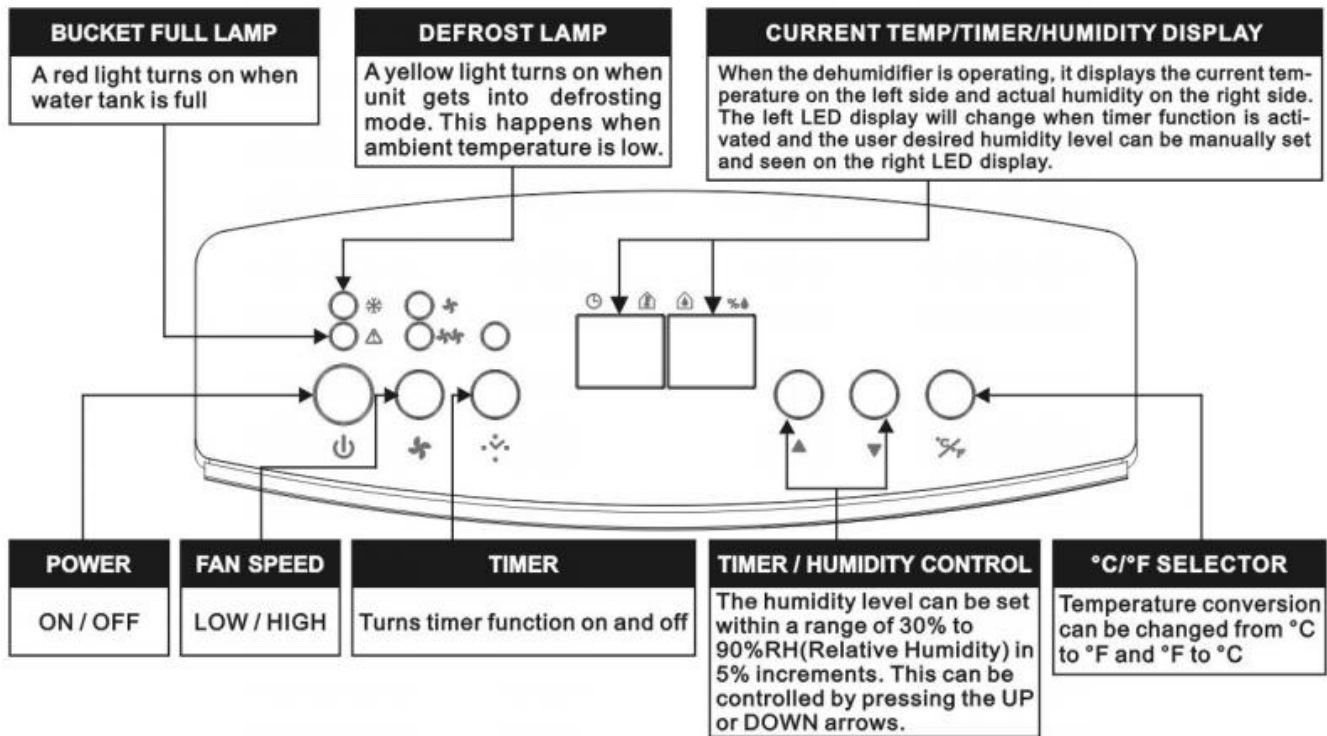 BUCKET FULL LAMP
A red light turns on when
water tank is full
DEFROST LAMP
A yellow light turns on when
unit gets into defrosting
mode. This happens when
ambient temperature is low.
CURRENT TEMP/TIMER/HUMIDITY DISPLAY
When the dehumidifier is operating, it displays the current tem-
perature on the left side and actual humidity on the right side.
The left LED display will change when timer function is acti-
vated and the user desired humidity level can be manually set
and seen on the right LED display.
%
°C/°F
POWER
ON / OFF
FAN SPEED
LOW / HIGH
TIMER
Turns timer function on and off
TIMER / HUMIDITY CONTROL
The humidity level can be set
within a range of 30% to
90%RH(Relative Humidity) in
5% increments. This can be
controlled by pressing the UP
or DOWN arrows.
°C/°F SELECTOR
Temperature conversion
can be changed from °C
to °F and °F to °C